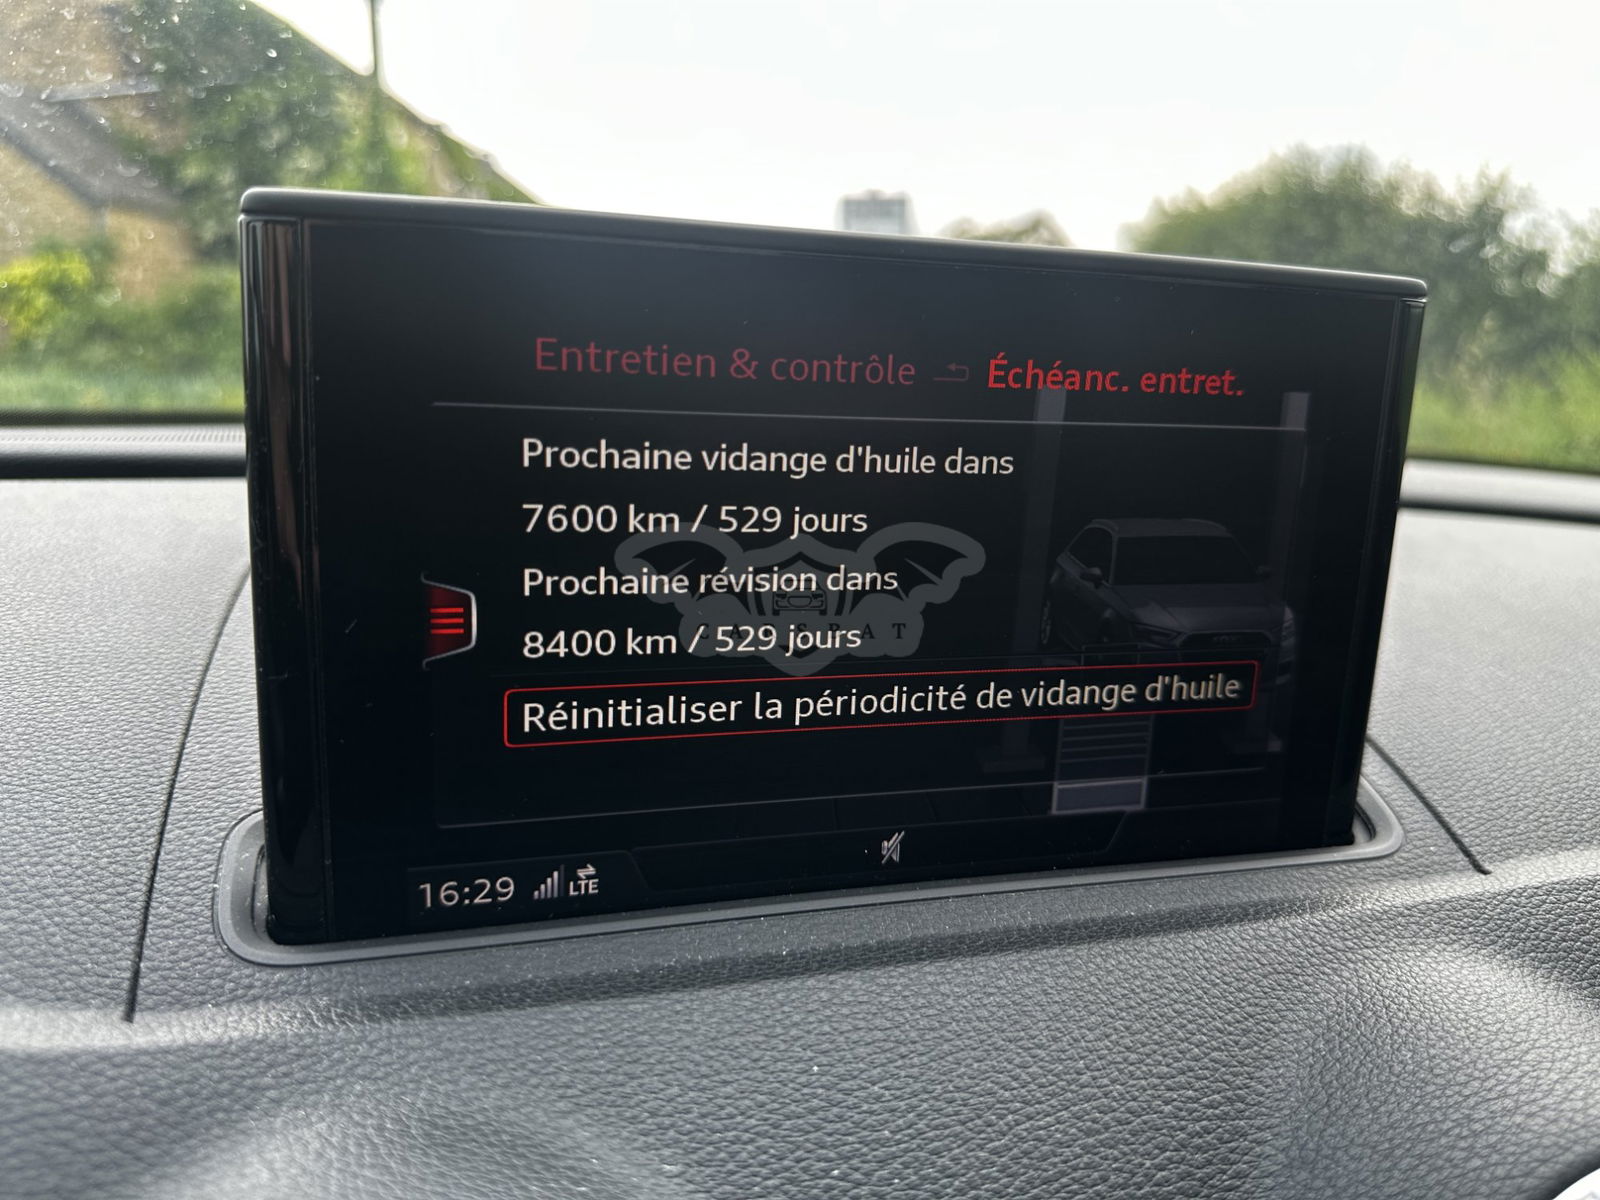 Entretien & contrôle Échéanc. entret.
Prochaine vidange d'huile dans
7600 km / 529 jours
Prochaine révision dans
8400 km / 529 jours
CARSBAT
Réinitialiser la périodicité de vidange d'huile
16:29 LTE